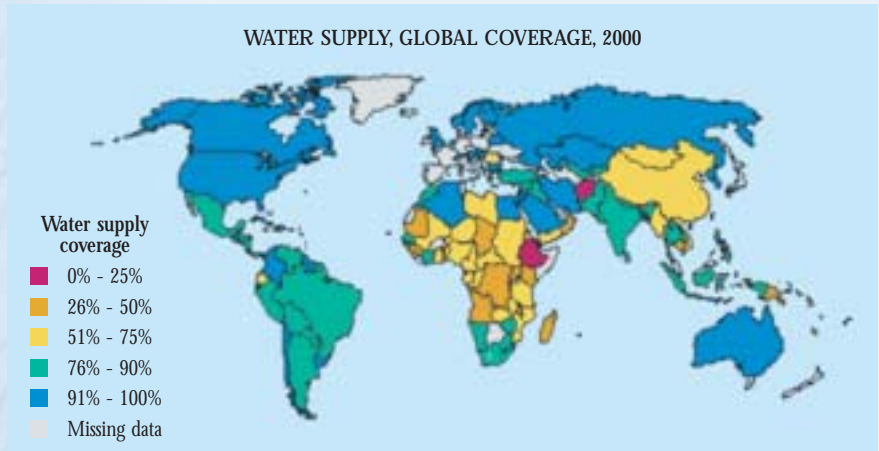 WATER SUPPLY, GLOBAL COVERAGE, 2000
Water supply
coverage
0% - 25%
26% - 50%
51% - 75%
76% - 90%
91% - 100%
Missing data